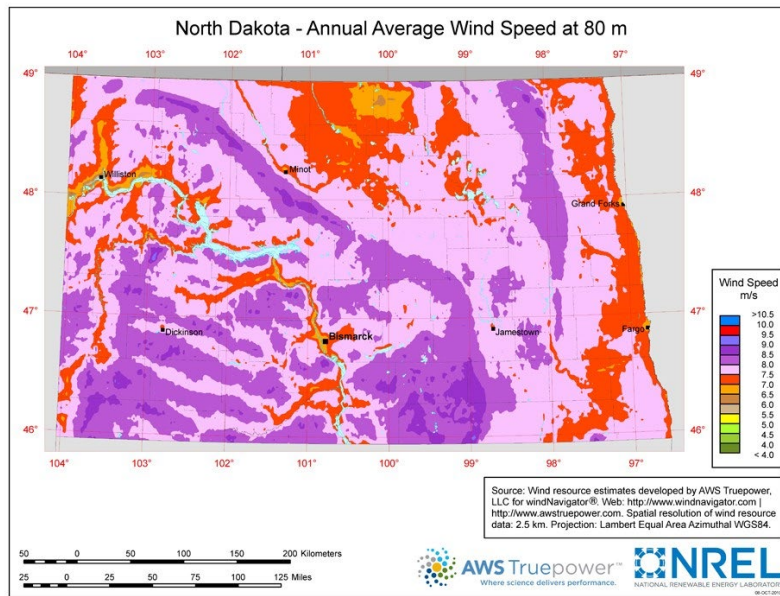 North Dakota - Annual Average Wind Speed at 80 m
104° 103° 102° 101° 100° 99° 98° 97°
49° 49°
Williston
Minot
48° 48°
Grand Forks
47° 47°
Dickinson
Bismarck
Jamestown
Fargo
46° 46°
104° 103° 102° 101° 100° 99° 98° 97°
Wind Speed
m/s
>10.5
10.0
9.5
9.0
8.5
8.0
7.5
7.0
6.5
6.0
5.5
5.0
4.5
4.0
< 4.0
Source: Wind resource estimates developed by AWS Truepower,
LLC for windNavigator®. Web: http://www.windnavigator.com |
http://www.awstruepower.com. Spatial resolution of wind resource
data: 2.5 km. Projection: Lambert Equal Area Azimuthal WGS84.
50 0 50 100 150 200 Kilometers
25 0 25 50 75 100 125 Miles
AWS Truepower™
Where science delivers performance.
NREL
NATIONAL RENEWABLE ENERGY LABORATORY